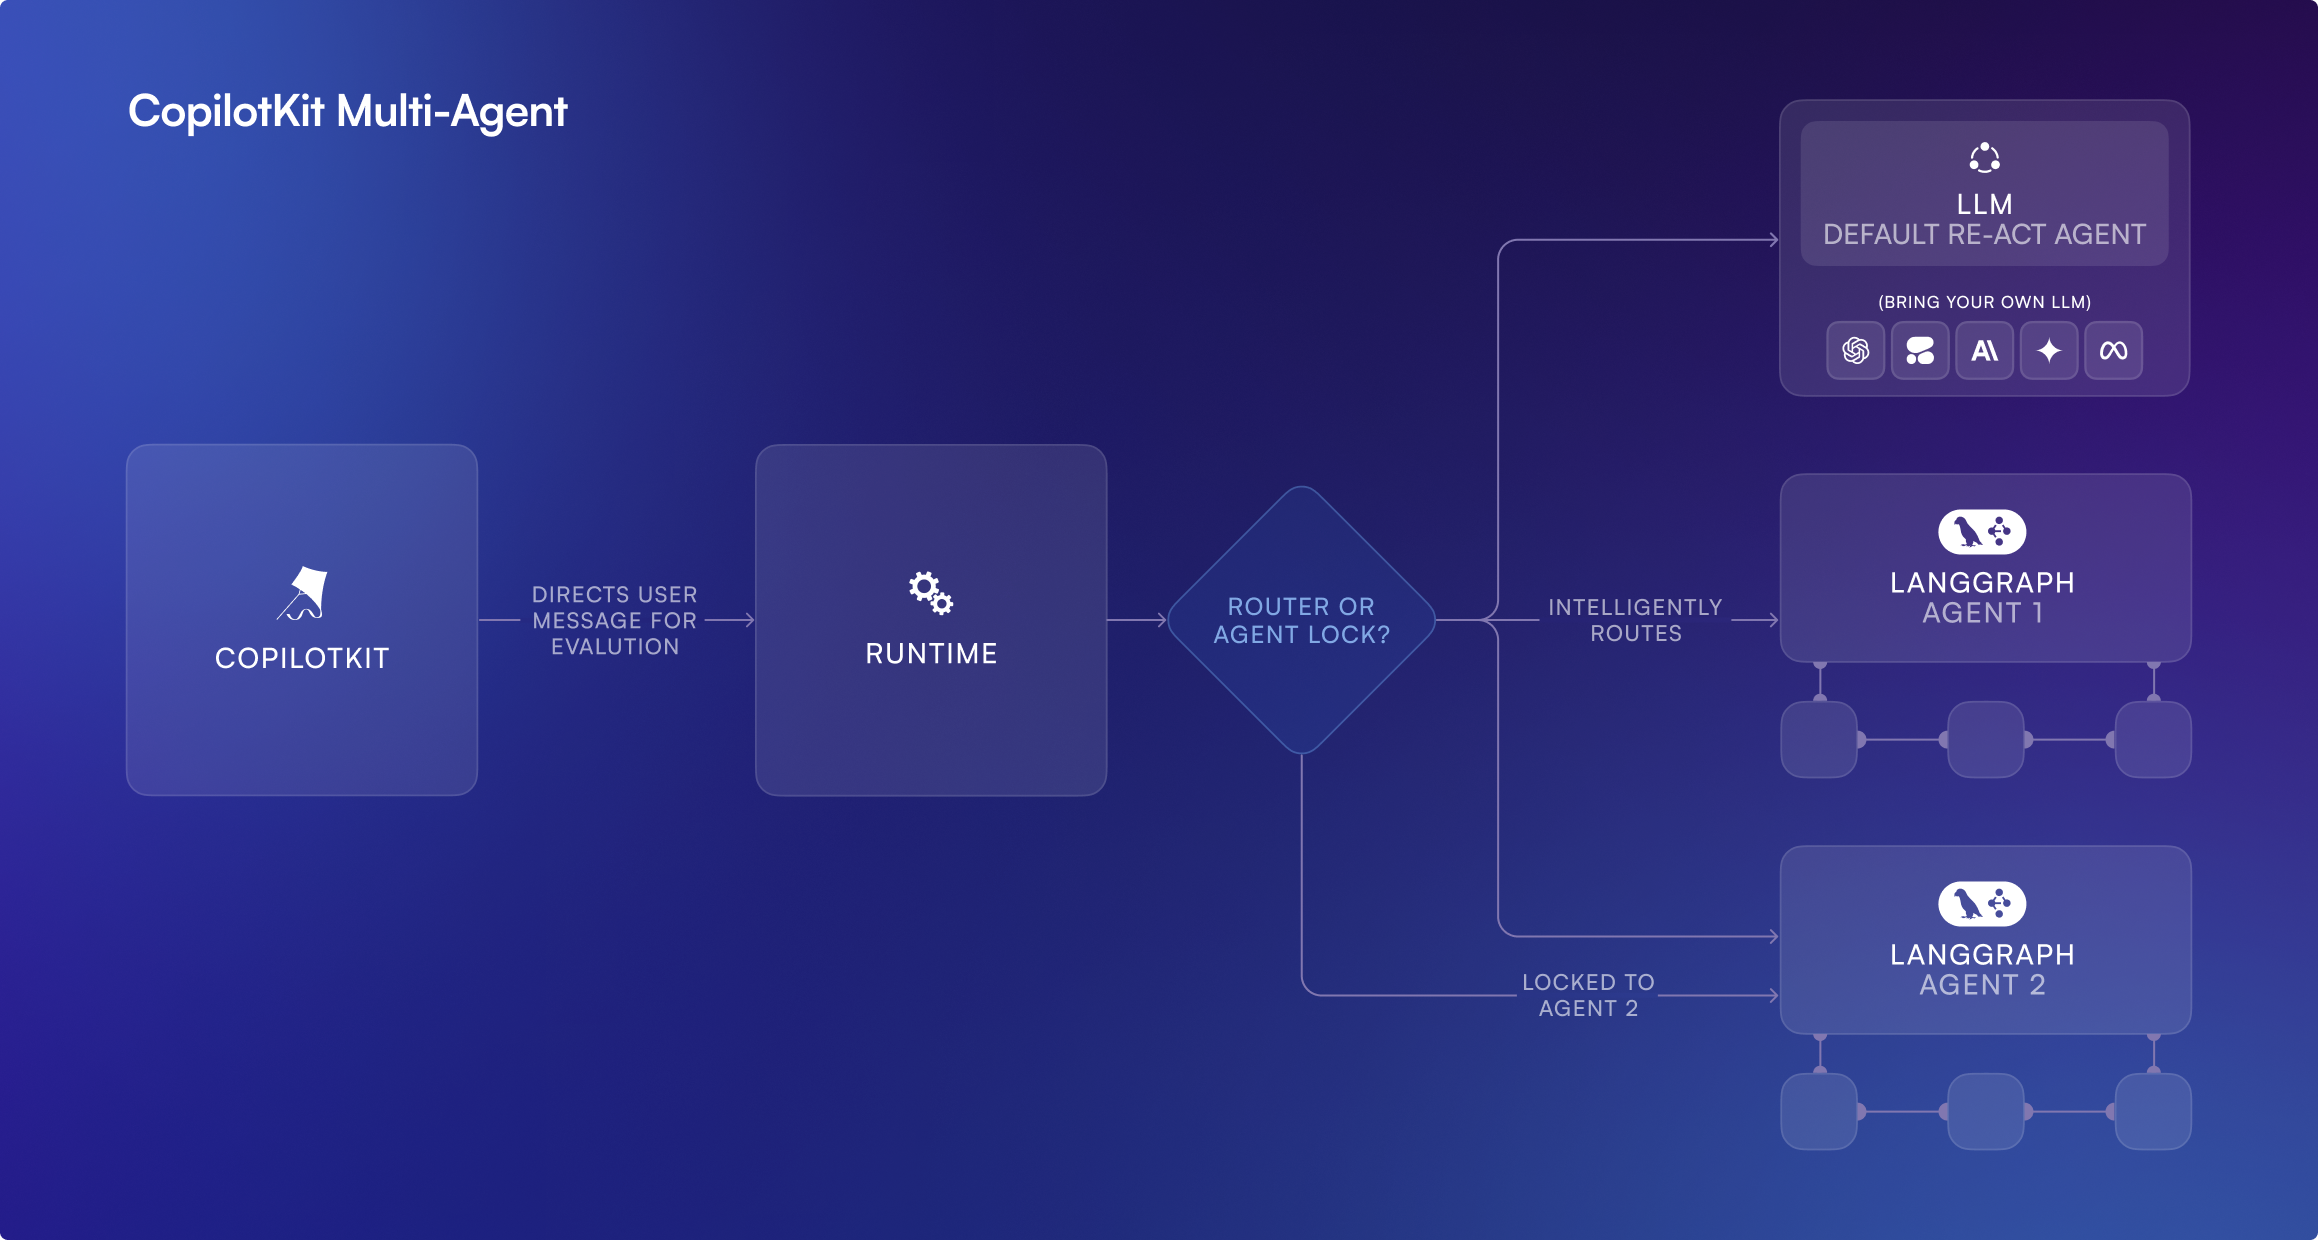 CopilotKit Multi-Agent
COPILOTKIT
DIRECTS USER
MESSAGE FOR
EVALUTION
RUNTIME
ROUTER OR
AGENT LOCK?
INTELLIGENTLY
ROUTES
LOCKED TO
AGENT 2
LLM
DEFAULT RE-ACT AGENT
(BRING YOUR OWN LLM)
LANGGRAPH
AGENT 1
LANGGRAPH
AGENT 2